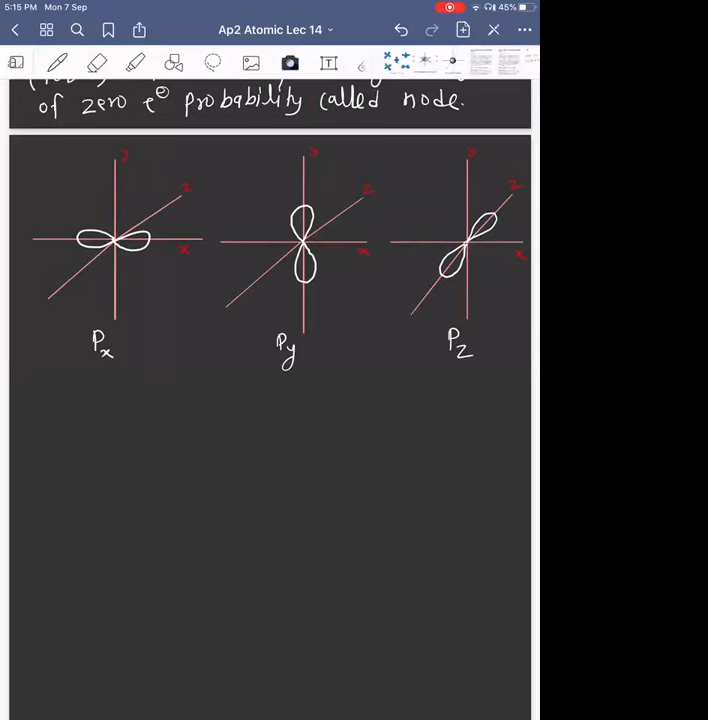 5:15 PM Mon 7 Sep
45%
Ap2 Atomic Lec 14
T
of zero e⊖ probability called node.
y z x
y z x
y z x
Px Py Pz